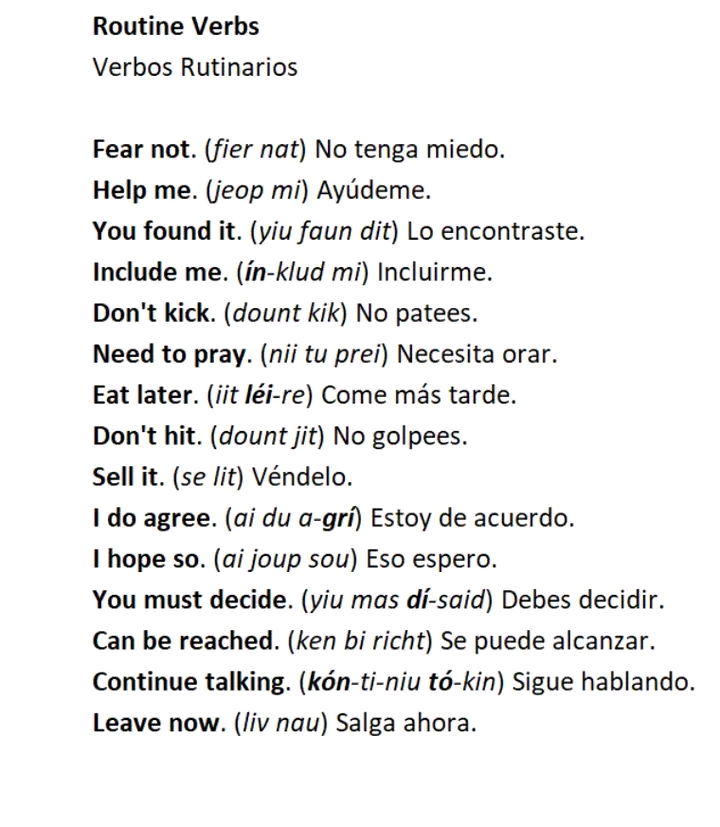 Routine Verbs
Verbos Rutinarios
Fear not. (fier nat) No tenga miedo.
Help me. (jeop mi) Ayúdeme.
You found it. (yiu faun dit) Lo encontraste.
Include me. (ín-klud mi) Incluirme.
Don't kick. (dount kik) No patees.
Need to pray. (nii tu prei) Necesita orar.
Eat later. (iit léi-re) Come más tarde.
Don't hit. (dount jit) No golpees.
Sell it. (se lit) Véndelo.
I do agree. (ai du a-grí) Estoy de acuerdo.
I hope so. (ai joup sou) Eso espero.
You must decide. (yiu mas dí-said) Debes decidir.
Can be reached. (ken bi richt) Se puede alcanzar.
Continue talking. (kón-ti-niu tó-kin) Sigue hablando.
Leave now. (liv nau) Salga ahora.